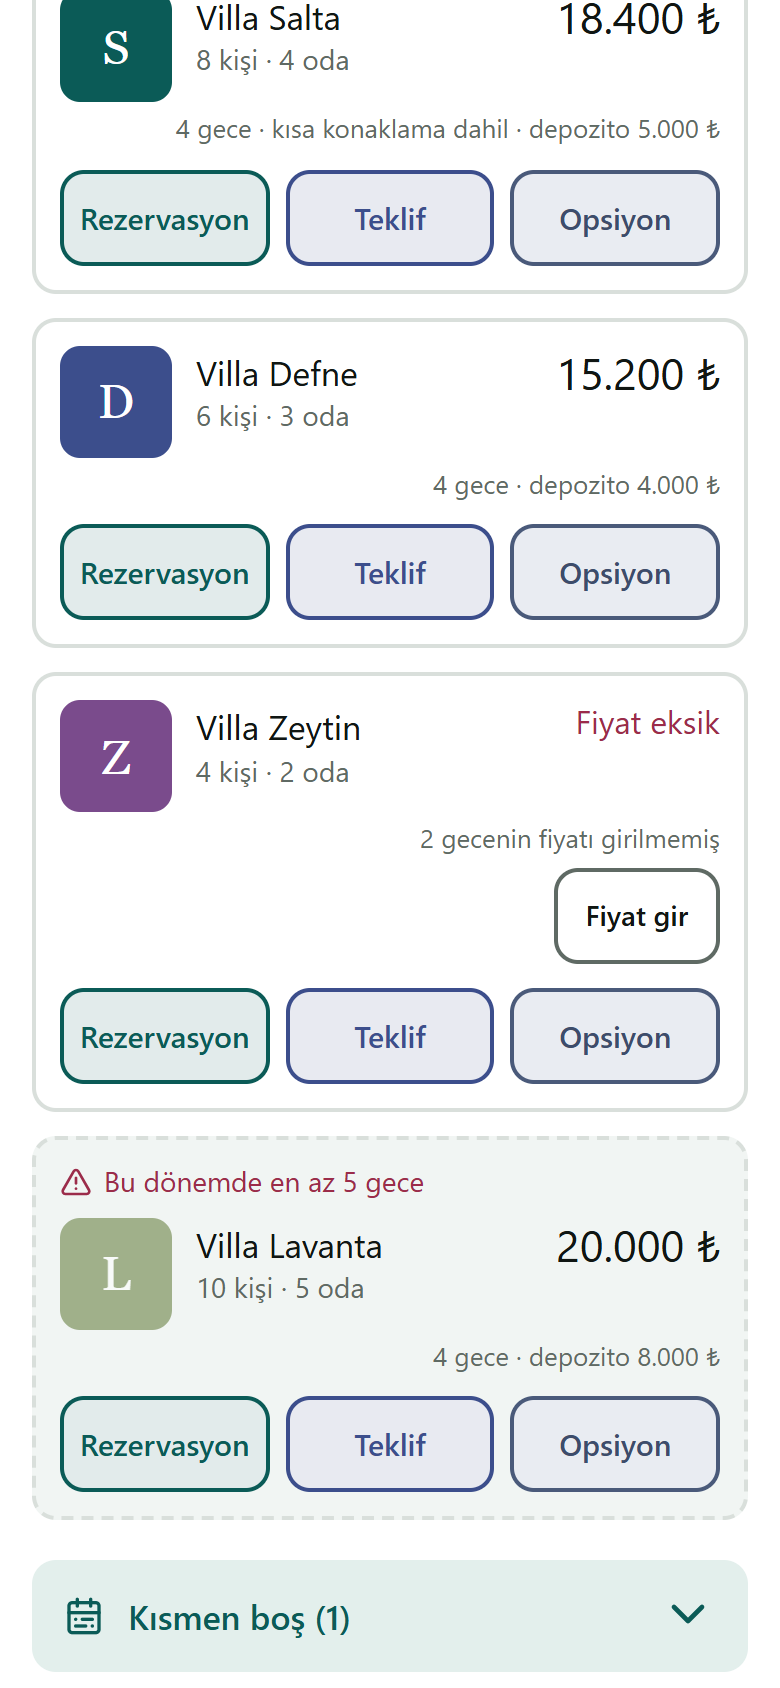 S
Villa Salta
18.400 ₺
8 kişi · 4 oda
4 gece · kısa konaklama dahil · depozito 5.000 ₺
Rezervasyon
Teklif
Opsiyon
D
Villa Defne
15.200 ₺
6 kişi · 3 oda
4 gece · depozito 4.000 ₺
Rezervasyon
Teklif
Opsiyon
Z
Villa Zeytin
Fiyat eksik
4 kişi · 2 oda
2 gecenin fiyatı girilmemiş
Fiyat gir
Rezervasyon
Teklif
Opsiyon
Bu dönemde en az 5 gece
L
Villa Lavanta
20.000 ₺
10 kişi · 5 oda
4 gece · depozito 8.000 ₺
Rezervasyon
Teklif
Opsiyon
Kısmen boş (1)